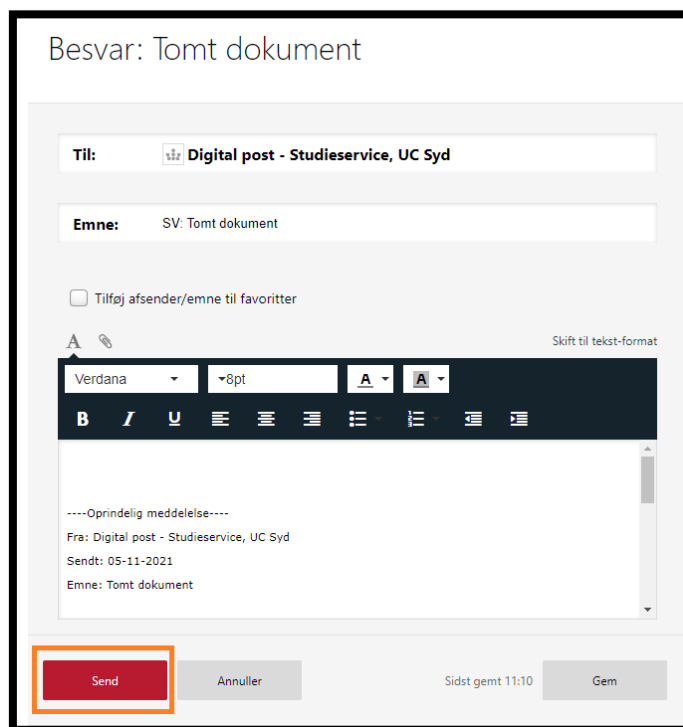 Besvar: Tomt dokument
Til: Digital post - Studieservice, UC Syd
Emne: SV: Tomt dokument
Tilføj afsender/emne til favoritter
A Skift til tekst-format
Verdana 8pt A A
B I U
----Oprindelig meddelelse----
Fra: Digital post - Studieservice, UC Syd
Sendt: 05-11-2021
Emne: Tomt dokument
Send Annuller Sidst gemt 11:10 Gem